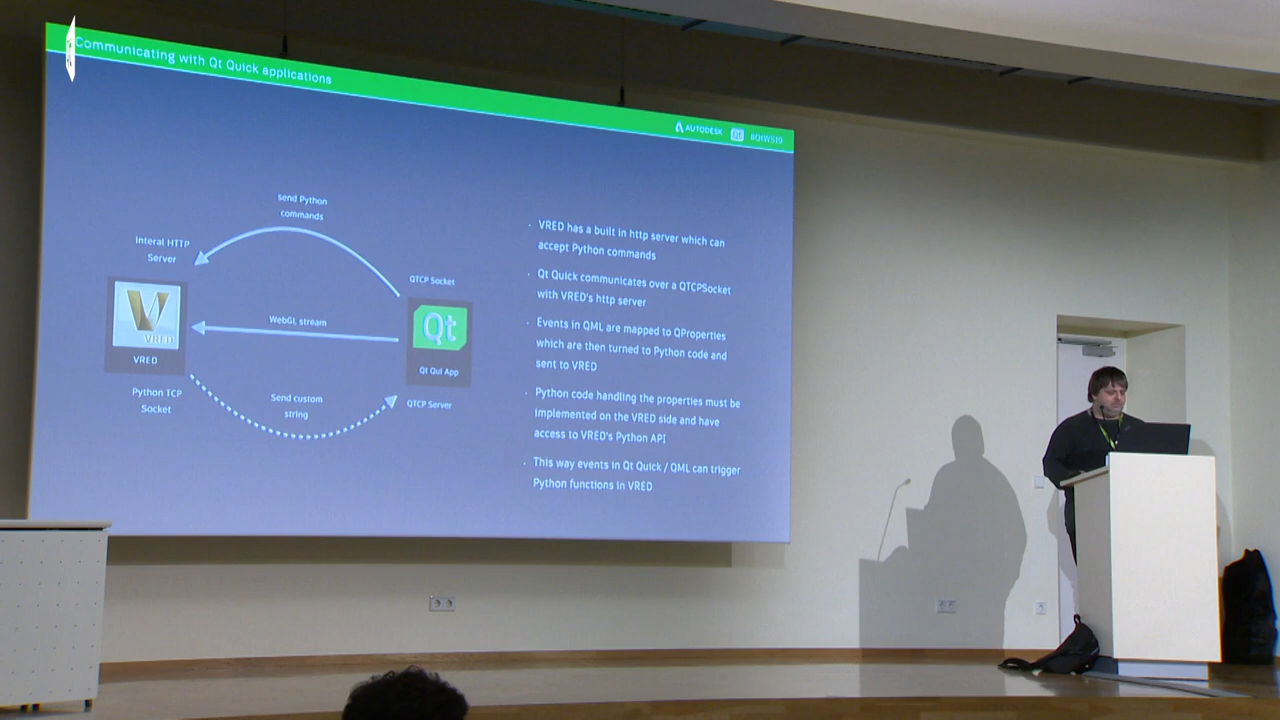 Communicating with Qt Quick applications
AUTODESK
Qt
#QtWS19
send Python
commands
Interal HTTP
Server
QTCP Socket
WebGL stream
V
VRED
VRED
Qt
Qt Qui App
Send custom
string
Python TCP
Socket
QTCP Server
· VRED has a built in http server which can
accept Python commands
· Qt Quick communicates over a QTCPSocket
with VRED's http server
· Events in QML are mapped to QProperties
which are then turned to Python code and
sent to VRED
· Python code handling the properties must be
implemented on the VRED side and have
access to VRED's Python API
· This way events in Qt Quick / QML can trigger
Python functions in VRED